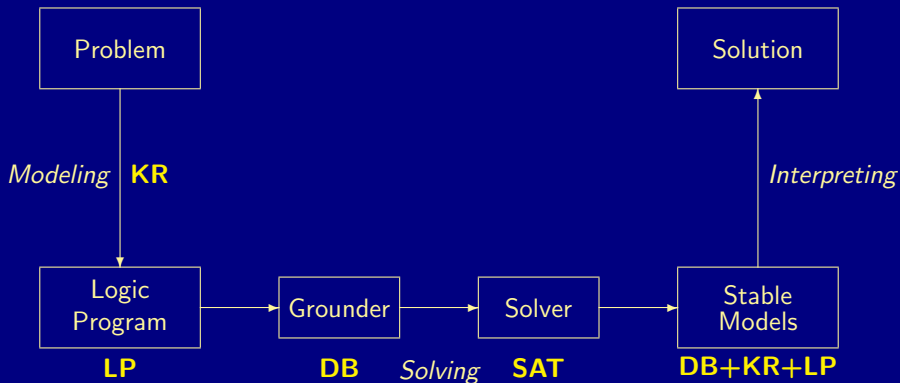 Problem
Solution
Modeling KR
Interpreting
Logic
Program
Grounder
Solver
Stable
Models
LP
DB
Solving
SAT
DB+KR+LP